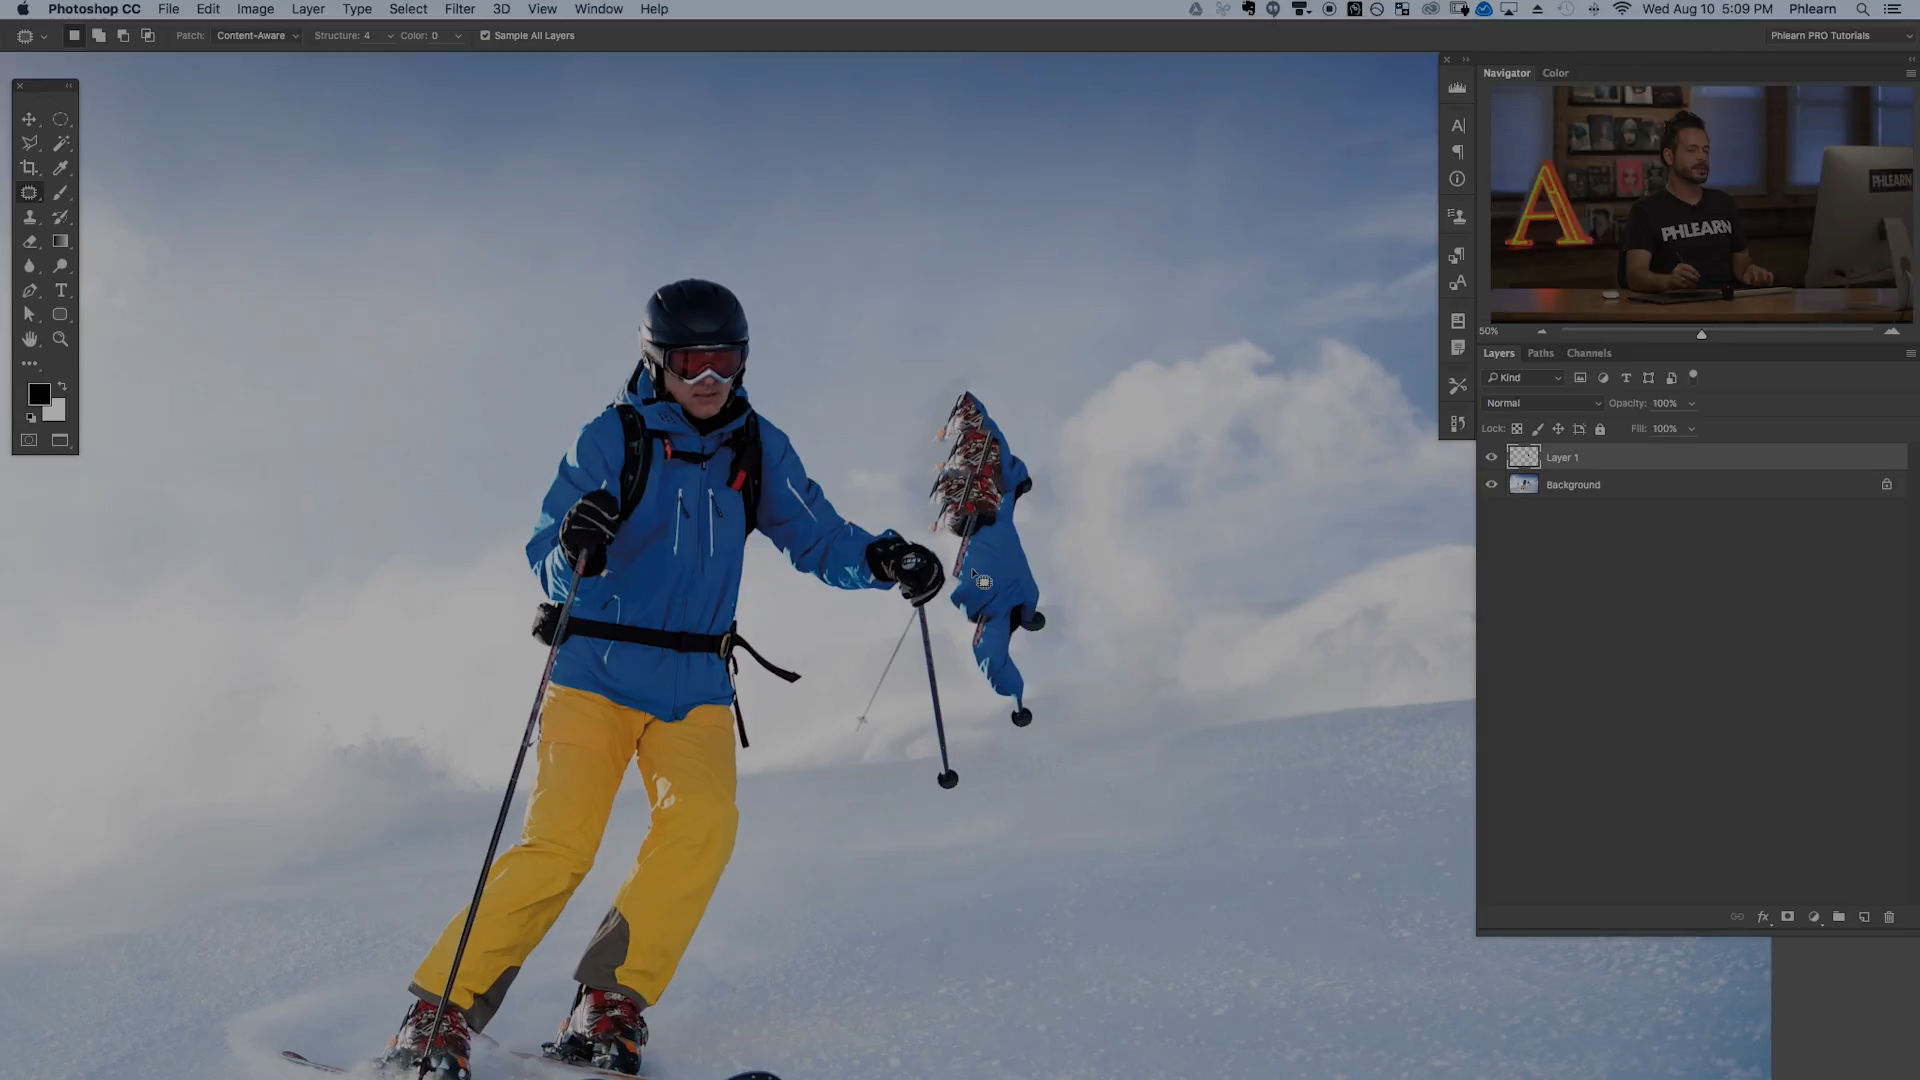 Photoshop CC File Edit Image Layer Type Select Filter 3D View Window Help Wed Aug 10 5:09 PM Phlearn
Patch: Content-Aware Structure: 4 Color: 0 Sample All Layers Phlearn PRO Tutorials
Navigator Color
A
PHLEARN
PHLEARN
50%
Layers Paths Channels
Kind
Normal Opacity: 100%
Lock: Fill: 100%
Layer 1
Background
fx